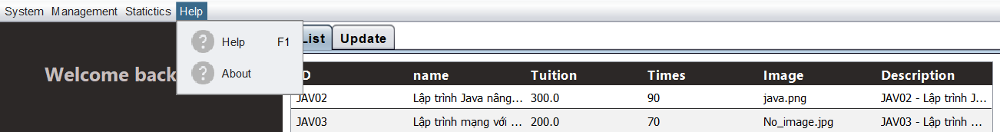 System Management Statictics Help
Help F1
About
List Update
Welcome back
D name Tuition Times Image Description
JAV02 Lập trình Java nâng... 300.0 90 java.png JAV02 - Lập trình J...
JAV03 Lập trình mạng với ... 200.0 70 No_image.jpg JAV03 - Lập trình ...